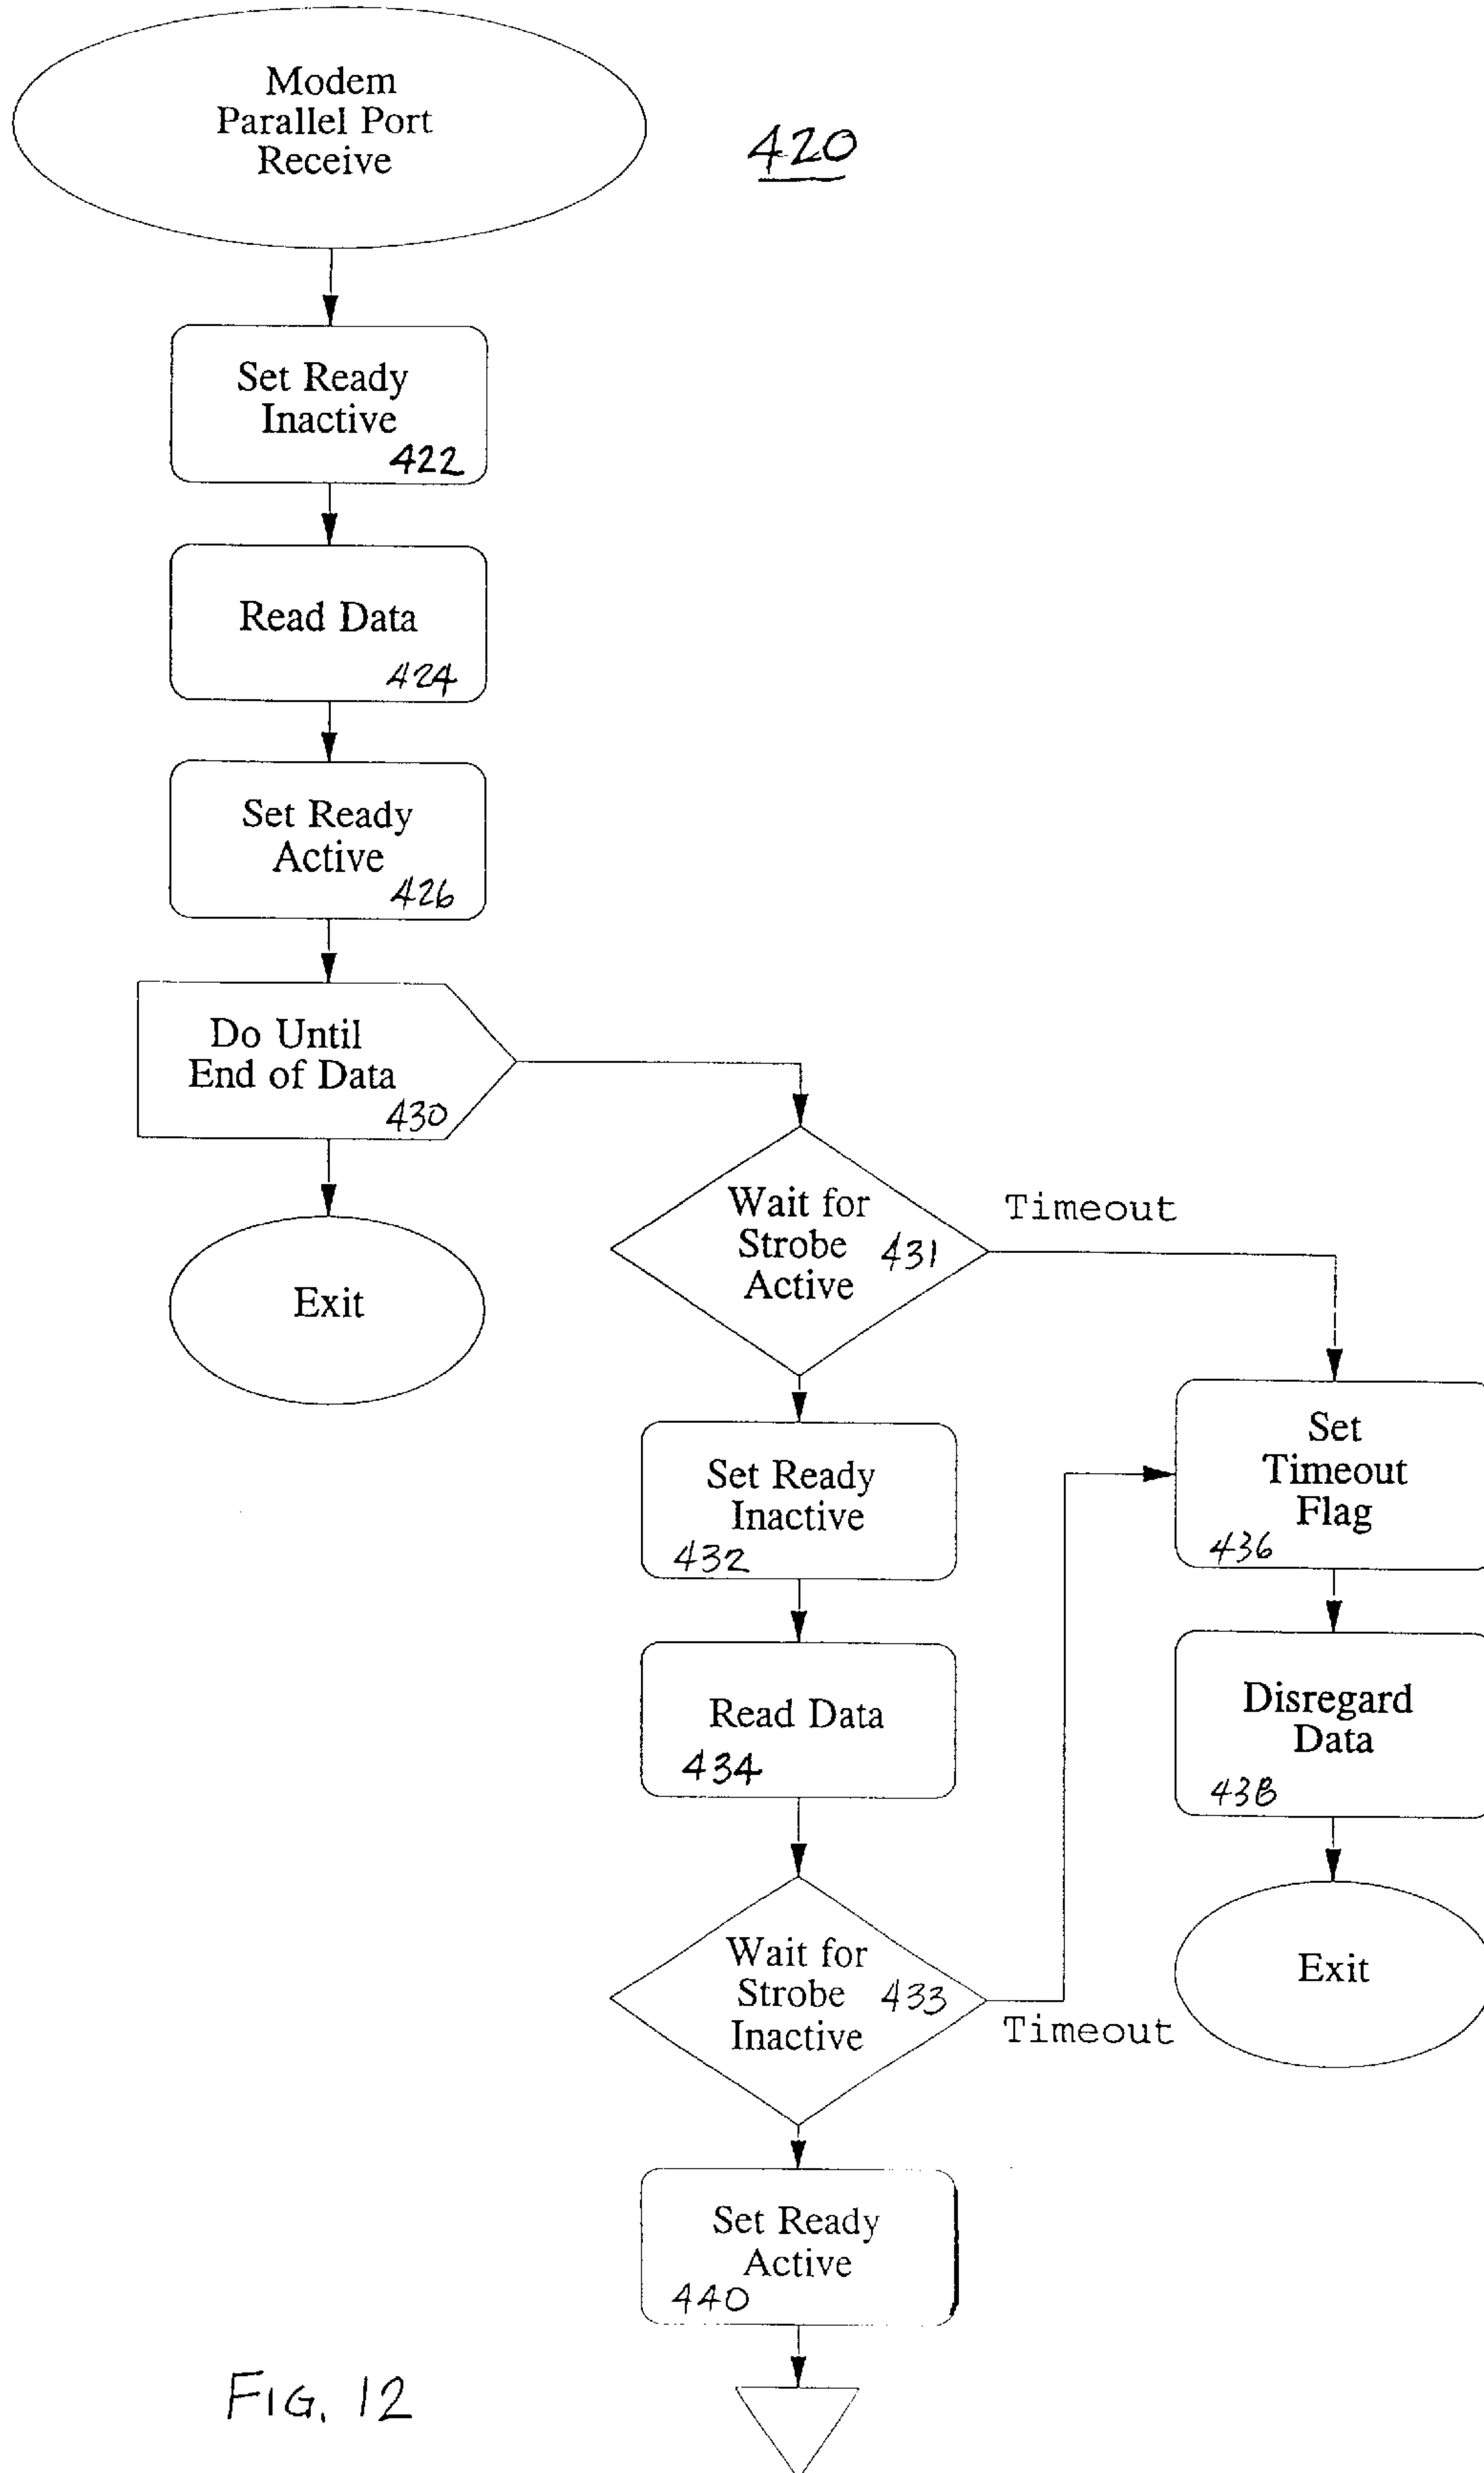 Modem
Parallel Port
Receive
420
Set Ready
Inactive
422
Read Data
424
Set Ready
Active
426
Do Until
End of Data
430
Exit
Wait for
Strobe 431
Active
Timeout
Set Ready
Inactive
432
Read Data
434
Wait for
Strobe 433
Inactive
Timeout
Set Ready
Active
440
Set
Timeout
Flag
436
Disregard
Data
438
Exit
FIG. 12